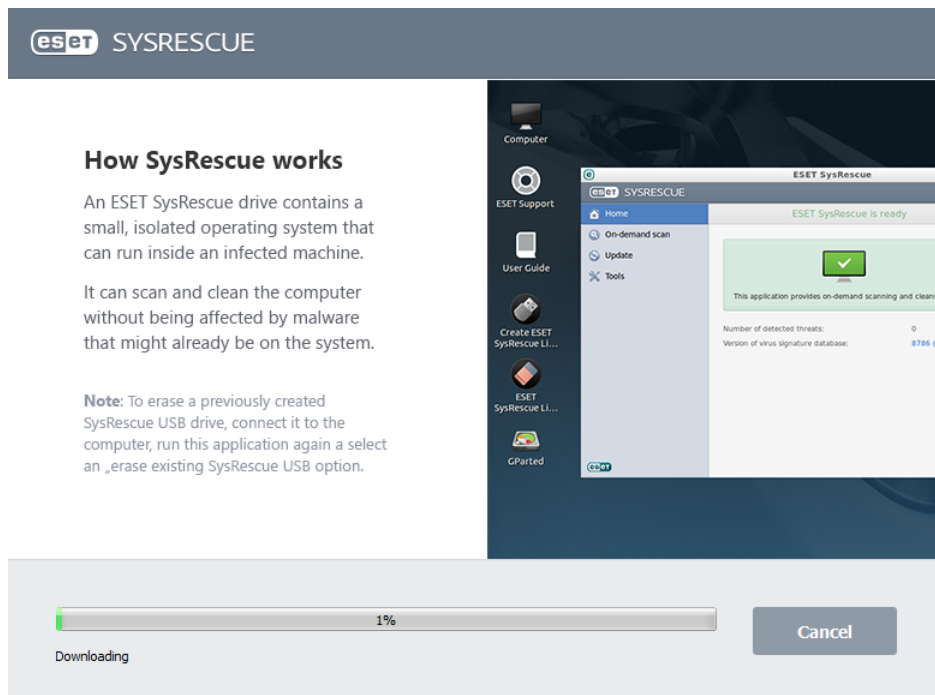 eset SYSRESCUE
How SysRescue works
An ESET SysRescue drive contains a
small, isolated operating system that
can run inside an infected machine.
It can scan and clean the computer
without being affected by malware
that might already be on the system.
Note: To erase a previously created
SysRescue USB drive, connect it to the
computer, run this application again a select
an „erase existing SysRescue USB option.
Computer
ESET Support
User Guide
Create ESET
SysRescue Li...
ESET
SysRescue Li...
GParted
e
ESET SysRescue
eset SYSRESCUE
Home
On-demand scan
Update
Tools
ESET SysRescue is ready
This application provides on-demand scanning and clean
Number of detected threats: 0
Version of virus signature database: 8786 (
eset
1%
Downloading
Cancel